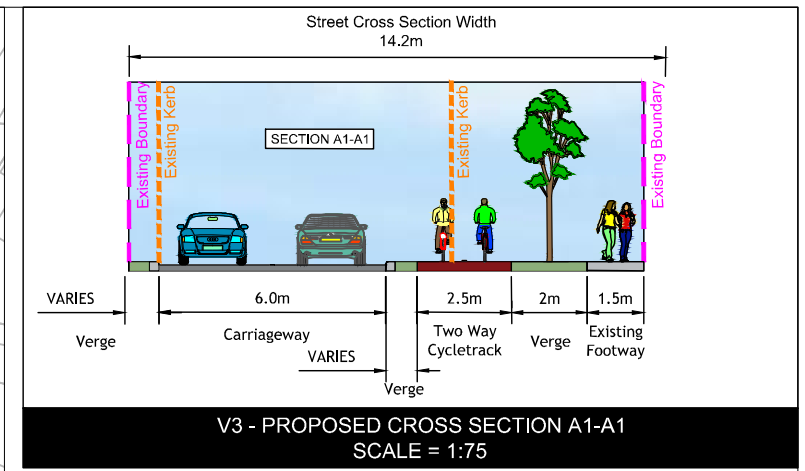 Street Cross Section Width
14.2m
Existing Boundary
Existing Kerb
SECTION A1-A1
Existing Kerb
Existing Boundary
VARIES
6.0m
2.5m
2m
1.5m
Verge
Carriageway
VARIES
Verge
Two Way
Cycletrack
Verge
Existing
Footway
V3 - PROPOSED CROSS SECTION A1-A1
SCALE = 1:75